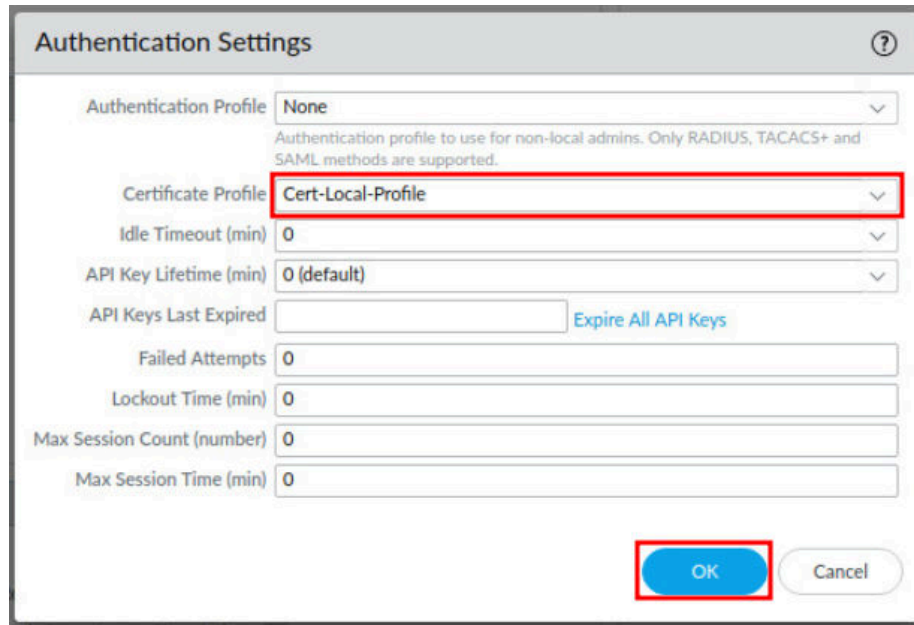 Authentication Settings
Authentication Profile None
Authentication profile to use for non-local admins. Only RADIUS, TACACS+ and
SAML methods are supported.
Certificate Profile Cert-Local-Profile
Idle Timeout (min) 0
API Key Lifetime (min) 0 (default)
API Keys Last Expired Expire All API Keys
Failed Attempts 0
Lockout Time (min) 0
Max Session Count (number) 0
Max Session Time (min) 0
OK Cancel